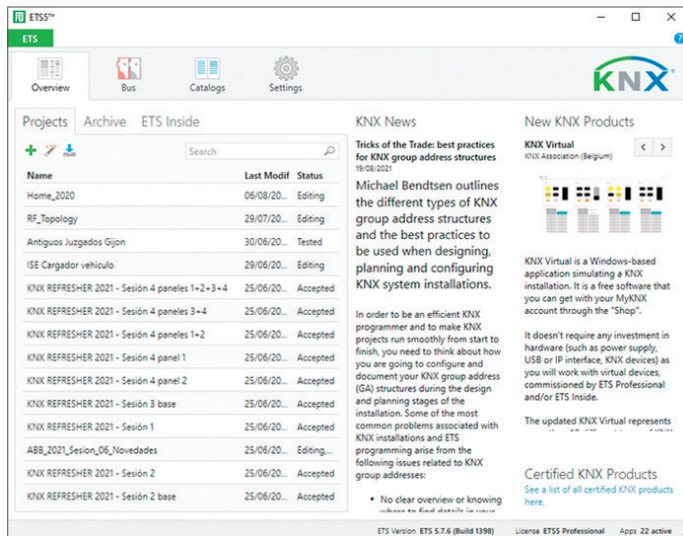 ETS5™
ETS
Overview
Bus
Catalogs
Settings
KNX
Projects Archive ETS Inside
Search
Name Last Modif Status
Home_2020 06/08/20... Editing
RF_Topology 29/07/20... Editing
Antiguos Juzgados Gijon 30/06/20... Tested
ISE Cargador vehiculo 29/06/20... Editing
KNX REFRESHER 2021 - Sesión 4 paneles 1+2+3+4 25/06/20... Accepted
KNX REFRESHER 2021 - Sesión 4 paneles 3+4 25/06/20... Accepted
KNX REFRESHER 2021 - Sesión 4 paneles 1+2 25/06/20... Accepted
KNX REFRESHER 2021 - Sesión 4 panel 1 25/06/20... Accepted
KNX REFRESHER 2021 - Sesión 4 panel 2 25/06/20... Accepted
KNX REFRESHER 2021 - Sesión 3 base 25/06/20... Accepted
KNX REFRESHER 2021 - Sesión 1 25/06/20... Accepted
ABB_2021_Sesion_06_Novedades 25/06/20... Editing,...
KNX REFRESHER 2021 - Sesión 2 25/06/20... Accepted
KNX REFRESHER 2021 - Sesión 2 base 25/06/20... Accepted
KNX News
Tricks of the Trade: best practices
for KNX group address structures
19/08/2021
Michael Bendtsen outlines
the different types of KNX
group address structures
and the best practices to
be used when designing,
planning and configuring
KNX system installations.
In order to be an efficient KNX
programmer and to make KNX
projects run smoothly from start to
finish, you need to think about how
you are going to configure and
document your KNX group address
(GA) structures during the design
and planning stages of the
installation. Some of the most
common problems associated with
KNX installations and ETS
programming arise from the
following issues related to KNX
group addresses:
• No clear overview or knowing
where to find details in your
New KNX Products
KNX Virtual
KNX Association (Belgium)
KNX Virtual is a Windows-based
application simulating a KNX
installation. It is a free software that
you can get with your MyKNX
account through the "Shop".
It doesn't require any investment in
hardware (such as power supply,
USB or IP interface, KNX devices) as
you will work with virtual devices,
commissioned by ETS Professional
and/or ETS Inside.
The updated KNX Virtual represents
Certified KNX Products
See a list of all certified KNX products
here.
ETS Version ETS 5.7.6 (Build 1398) License ETS5 Professional Apps 22 active